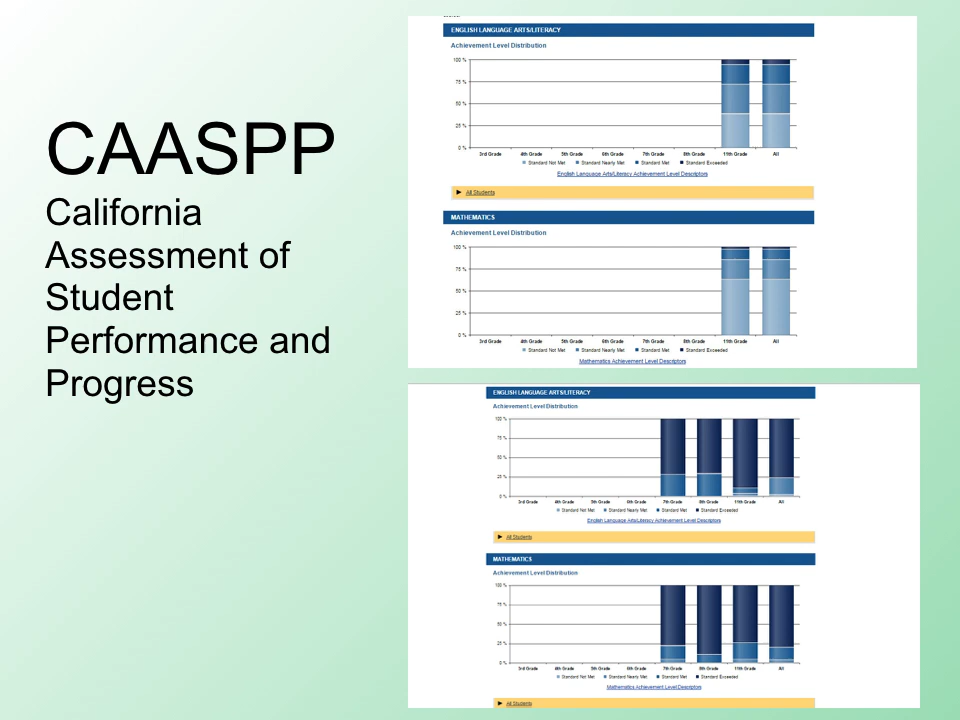 CAASPP
California
Assessment of
Student
Performance and
Progress
ENGLISH LANGUAGE ARTS/LITERACY
Achievement Level Distribution
100 %
75 %
50 %
25 %
0 %
3rd Grade 4th Grade 5th Grade 6th Grade 7th Grade 8th Grade 11th Grade All
Standard Not Met Standard Nearly Met Standard Met Standard Exceeded
English Language Arts/Literacy Achievement Level Descriptors
All Students
MATHEMATICS
Achievement Level Distribution
100 %
75 %
50 %
25 %
0 %
3rd Grade 4th Grade 5th Grade 6th Grade 7th Grade 8th Grade 11th Grade All
Standard Not Met Standard Nearly Met Standard Met Standard Exceeded
Mathematics Achievement Level Descriptors
ENGLISH LANGUAGE ARTS/LITERACY
Achievement Level Distribution
100 %
75 %
50 %
25 %
0 %
3rd Grade 4th Grade 5th Grade 6th Grade 7th Grade 8th Grade 11th Grade All
Standard Not Met Standard Nearly Met Standard Met Standard Exceeded
English Language Arts/Literacy Achievement Level Descriptors
All Students
MATHEMATICS
Achievement Level Distribution
100 %
75 %
50 %
25 %
0 %
3rd Grade 4th Grade 5th Grade 6th Grade 7th Grade 8th Grade 11th Grade All
Standard Not Met Standard Nearly Met Standard Met Standard Exceeded
Mathematics Achievement Level Descriptors
All Students